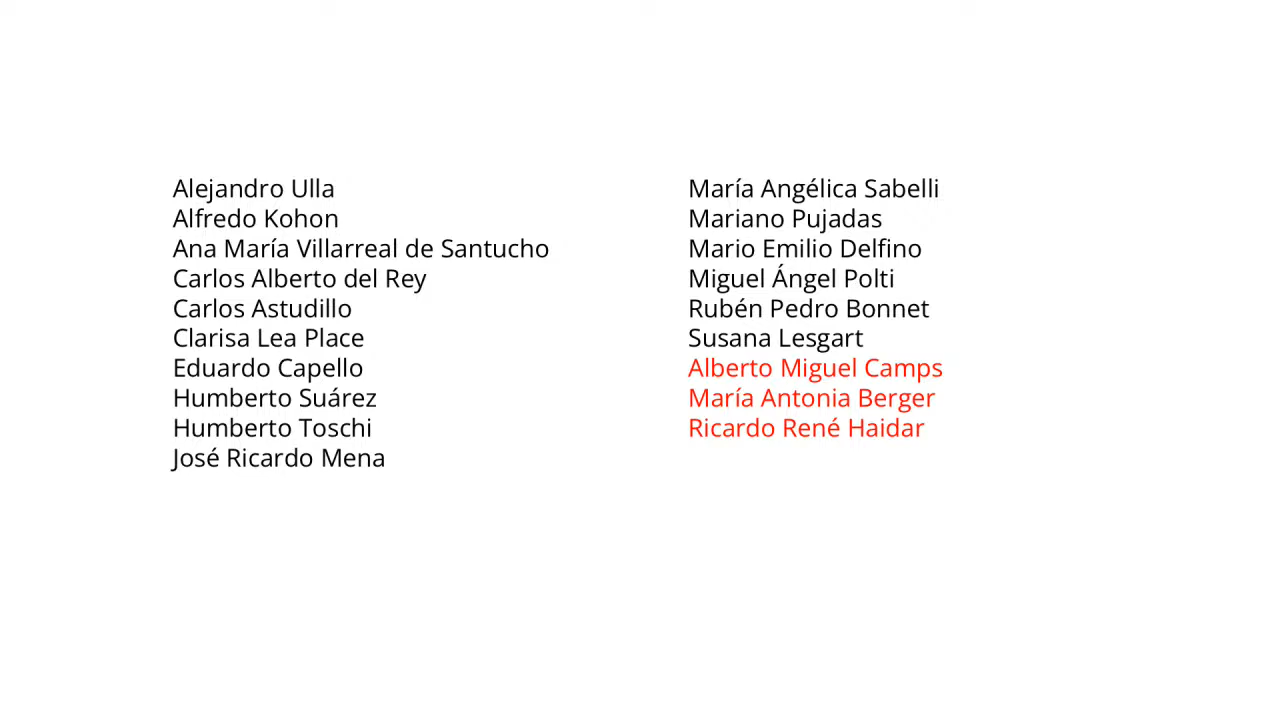 Alejandro Ulla
Alfredo Kohon
Ana María Villarreal de Santucho
Carlos Alberto del Rey
Carlos Astudillo
Clarisa Lea Place
Eduardo Capello
Humberto Suárez
Humberto Toschi
José Ricardo Mena
María Angélica Sabelli
Mariano Pujadas
Mario Emilio Delfino
Miguel Ángel Polti
Rubén Pedro Bonnet
Susana Lesgart
Alberto Miguel Camps
María Antonia Berger
Ricardo René Haidar